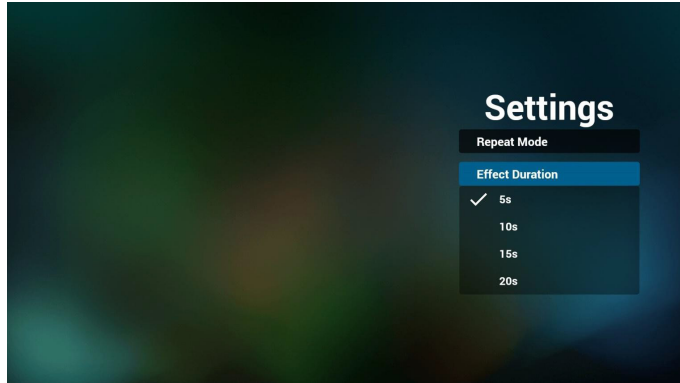 Settings
Repeat Mode
Effect Duration
5s
10s
15s
20s